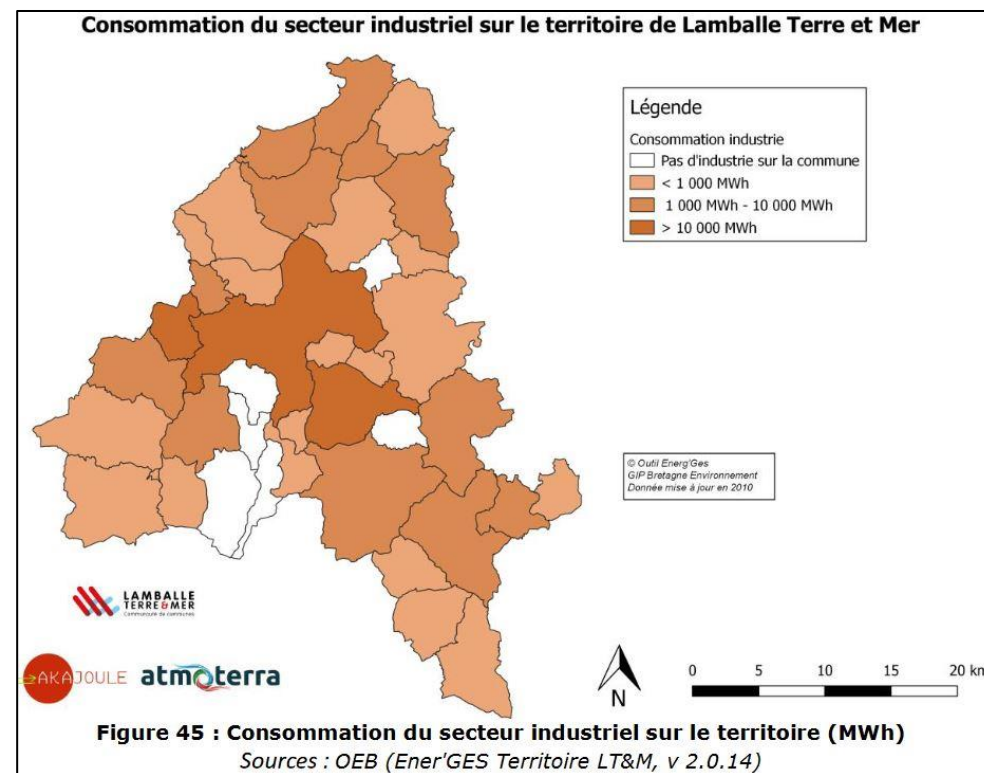 Consommation du secteur industriel sur le territoire de Lamballe Terre et Mer
Légende
Consommation industrie
Pas d'industrie sur la commune
< 1 000 MWh
1 000 MWh - 10 000 MWh
> 10 000 MWh
© Outil Energ'Ges
GIP Bretagne Environnement
Donnée mise à jour en 2010
LAMBALLE
TERRE&MER
Communauté de communes
AKAJOULE
atmoterra
N
0 5 10 15 20 km
Figure 45 : Consommation du secteur industriel sur le territoire (MWh)
Sources : OEB (Ener'GES Territoire LT&M, v 2.0.14)